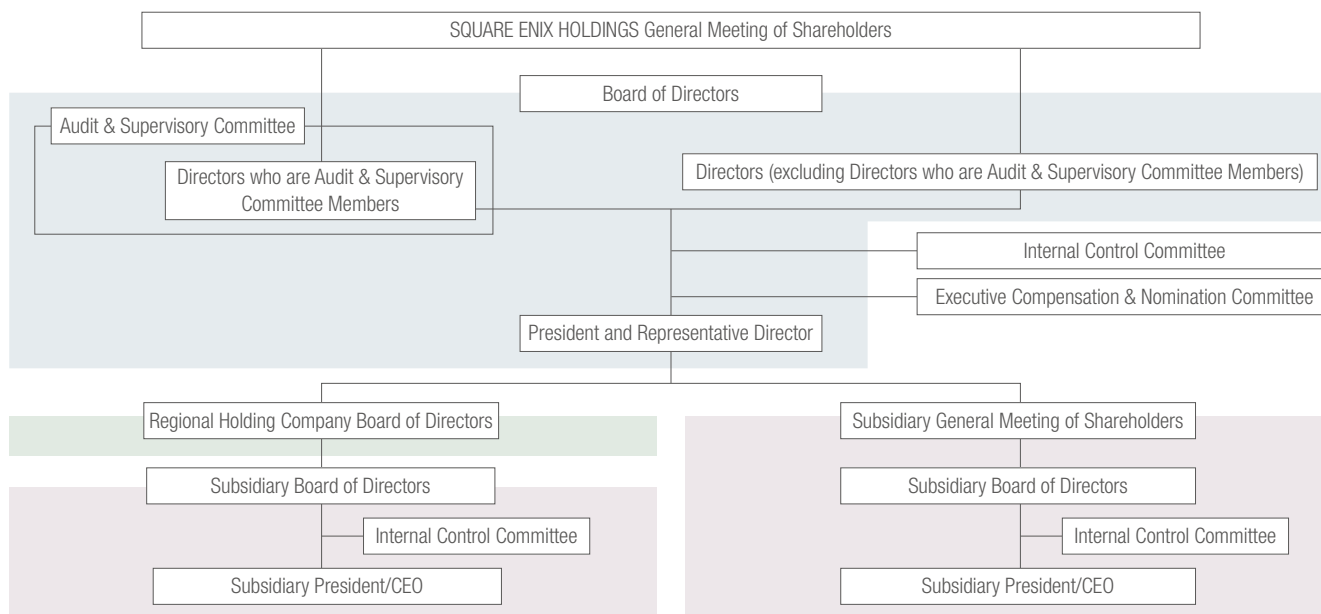 SQUARE ENIX HOLDINGS General Meeting of Shareholders
Board of Directors
Audit & Supervisory Committee
Directors who are Audit & Supervisory
Committee Members
Directors (excluding Directors who are Audit & Supervisory Committee Members)
Internal Control Committee
Executive Compensation & Nomination Committee
President and Representative Director
Regional Holding Company Board of Directors
Subsidiary General Meeting of Shareholders
Subsidiary Board of Directors
Subsidiary Board of Directors
Internal Control Committee
Internal Control Committee
Subsidiary President/CEO
Subsidiary President/CEO